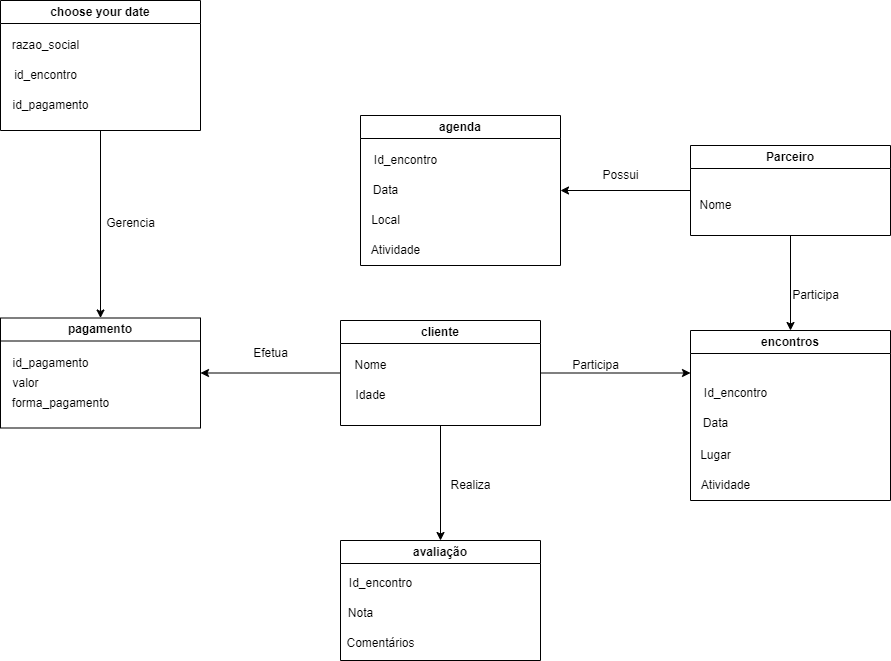 choose your date
razao_social
id_encontro
id_pagamento
Gerencia
agenda
Id_encontro
Data
Local
Atividade
Possui
Parceiro
Nome
Participa
pagamento
id_pagamento
valor
forma_pagamento
Efetua
cliente
Nome
Idade
Participa
encontros
Id_encontro
Data
Lugar
Atividade
Realiza
avaliação
Id_encontro
Nota
Comentários